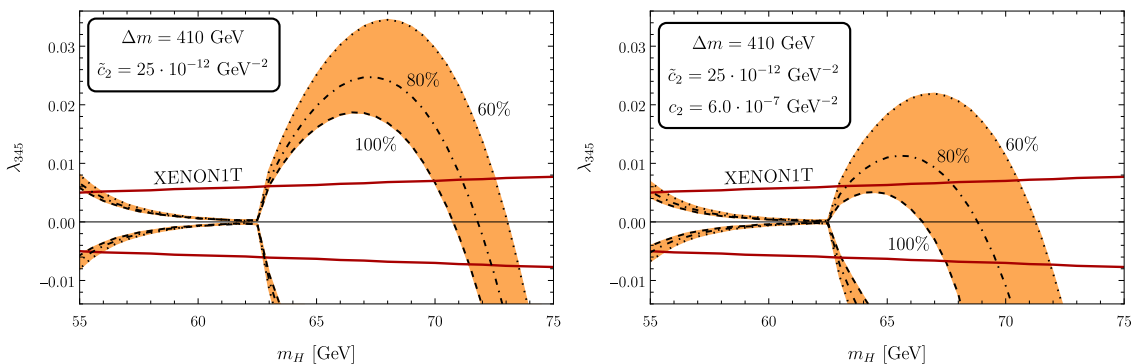 Δm = 410 GeV
c̃₂ = 25 · 10⁻¹² GeV⁻²
80%
60%
100%
XENON1T
0.03
0.02
0.01
0.00
−0.01
λ₃₄₅
55
60
65
70
75
m_H [GeV]
Δm = 410 GeV
c̃₂ = 25 · 10⁻¹² GeV⁻²
c₂ = 6.0 · 10⁻⁷ GeV⁻²
60%
80%
100%
XENON1T
0.03
0.02
0.01
0.00
−0.01
λ₃₄₅
55
60
65
70
75
m_H [GeV]